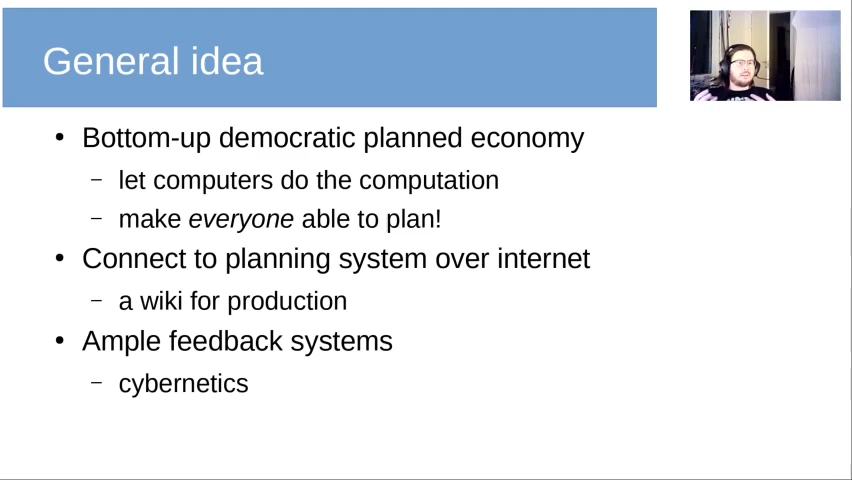 General idea
• Bottom-up democratic planned economy
– let computers do the computation
– make everyone able to plan!
• Connect to planning system over internet
– a wiki for production
• Ample feedback systems
– cybernetics